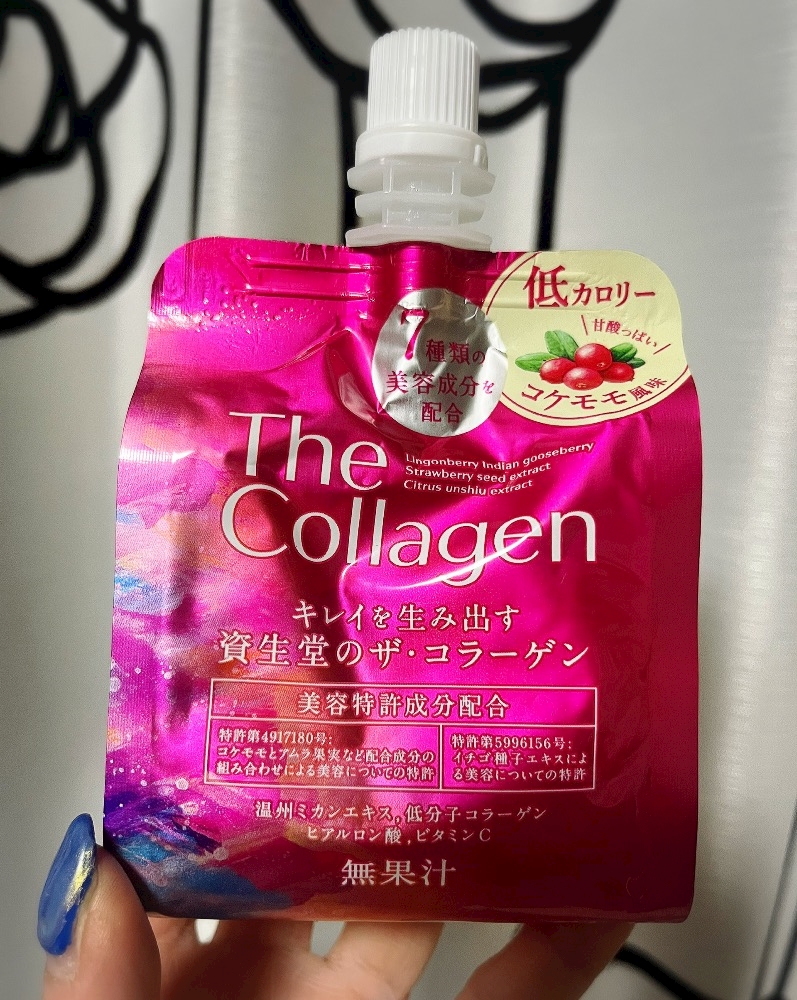 低カロリー
甘酸っぱい
コケモモ風味
7種類の
美容成分を
配合
The
Collagen
Lingonberry Indian gooseberry
Strawberry seed extract
Citrus unshiu extract
キレイを生み出す
資生堂のザ・コラーゲン
美容特許成分配合
特許第4917180号:
コケモモとアムラ果実など配合成分の
組み合わせによる美容についての特許
特許第5996156号:
イチゴ種子エキスによ
る美容についての特許
温州ミカンエキス,低分子コラーゲン
ヒアルロン酸,ビタミンC
無果汁